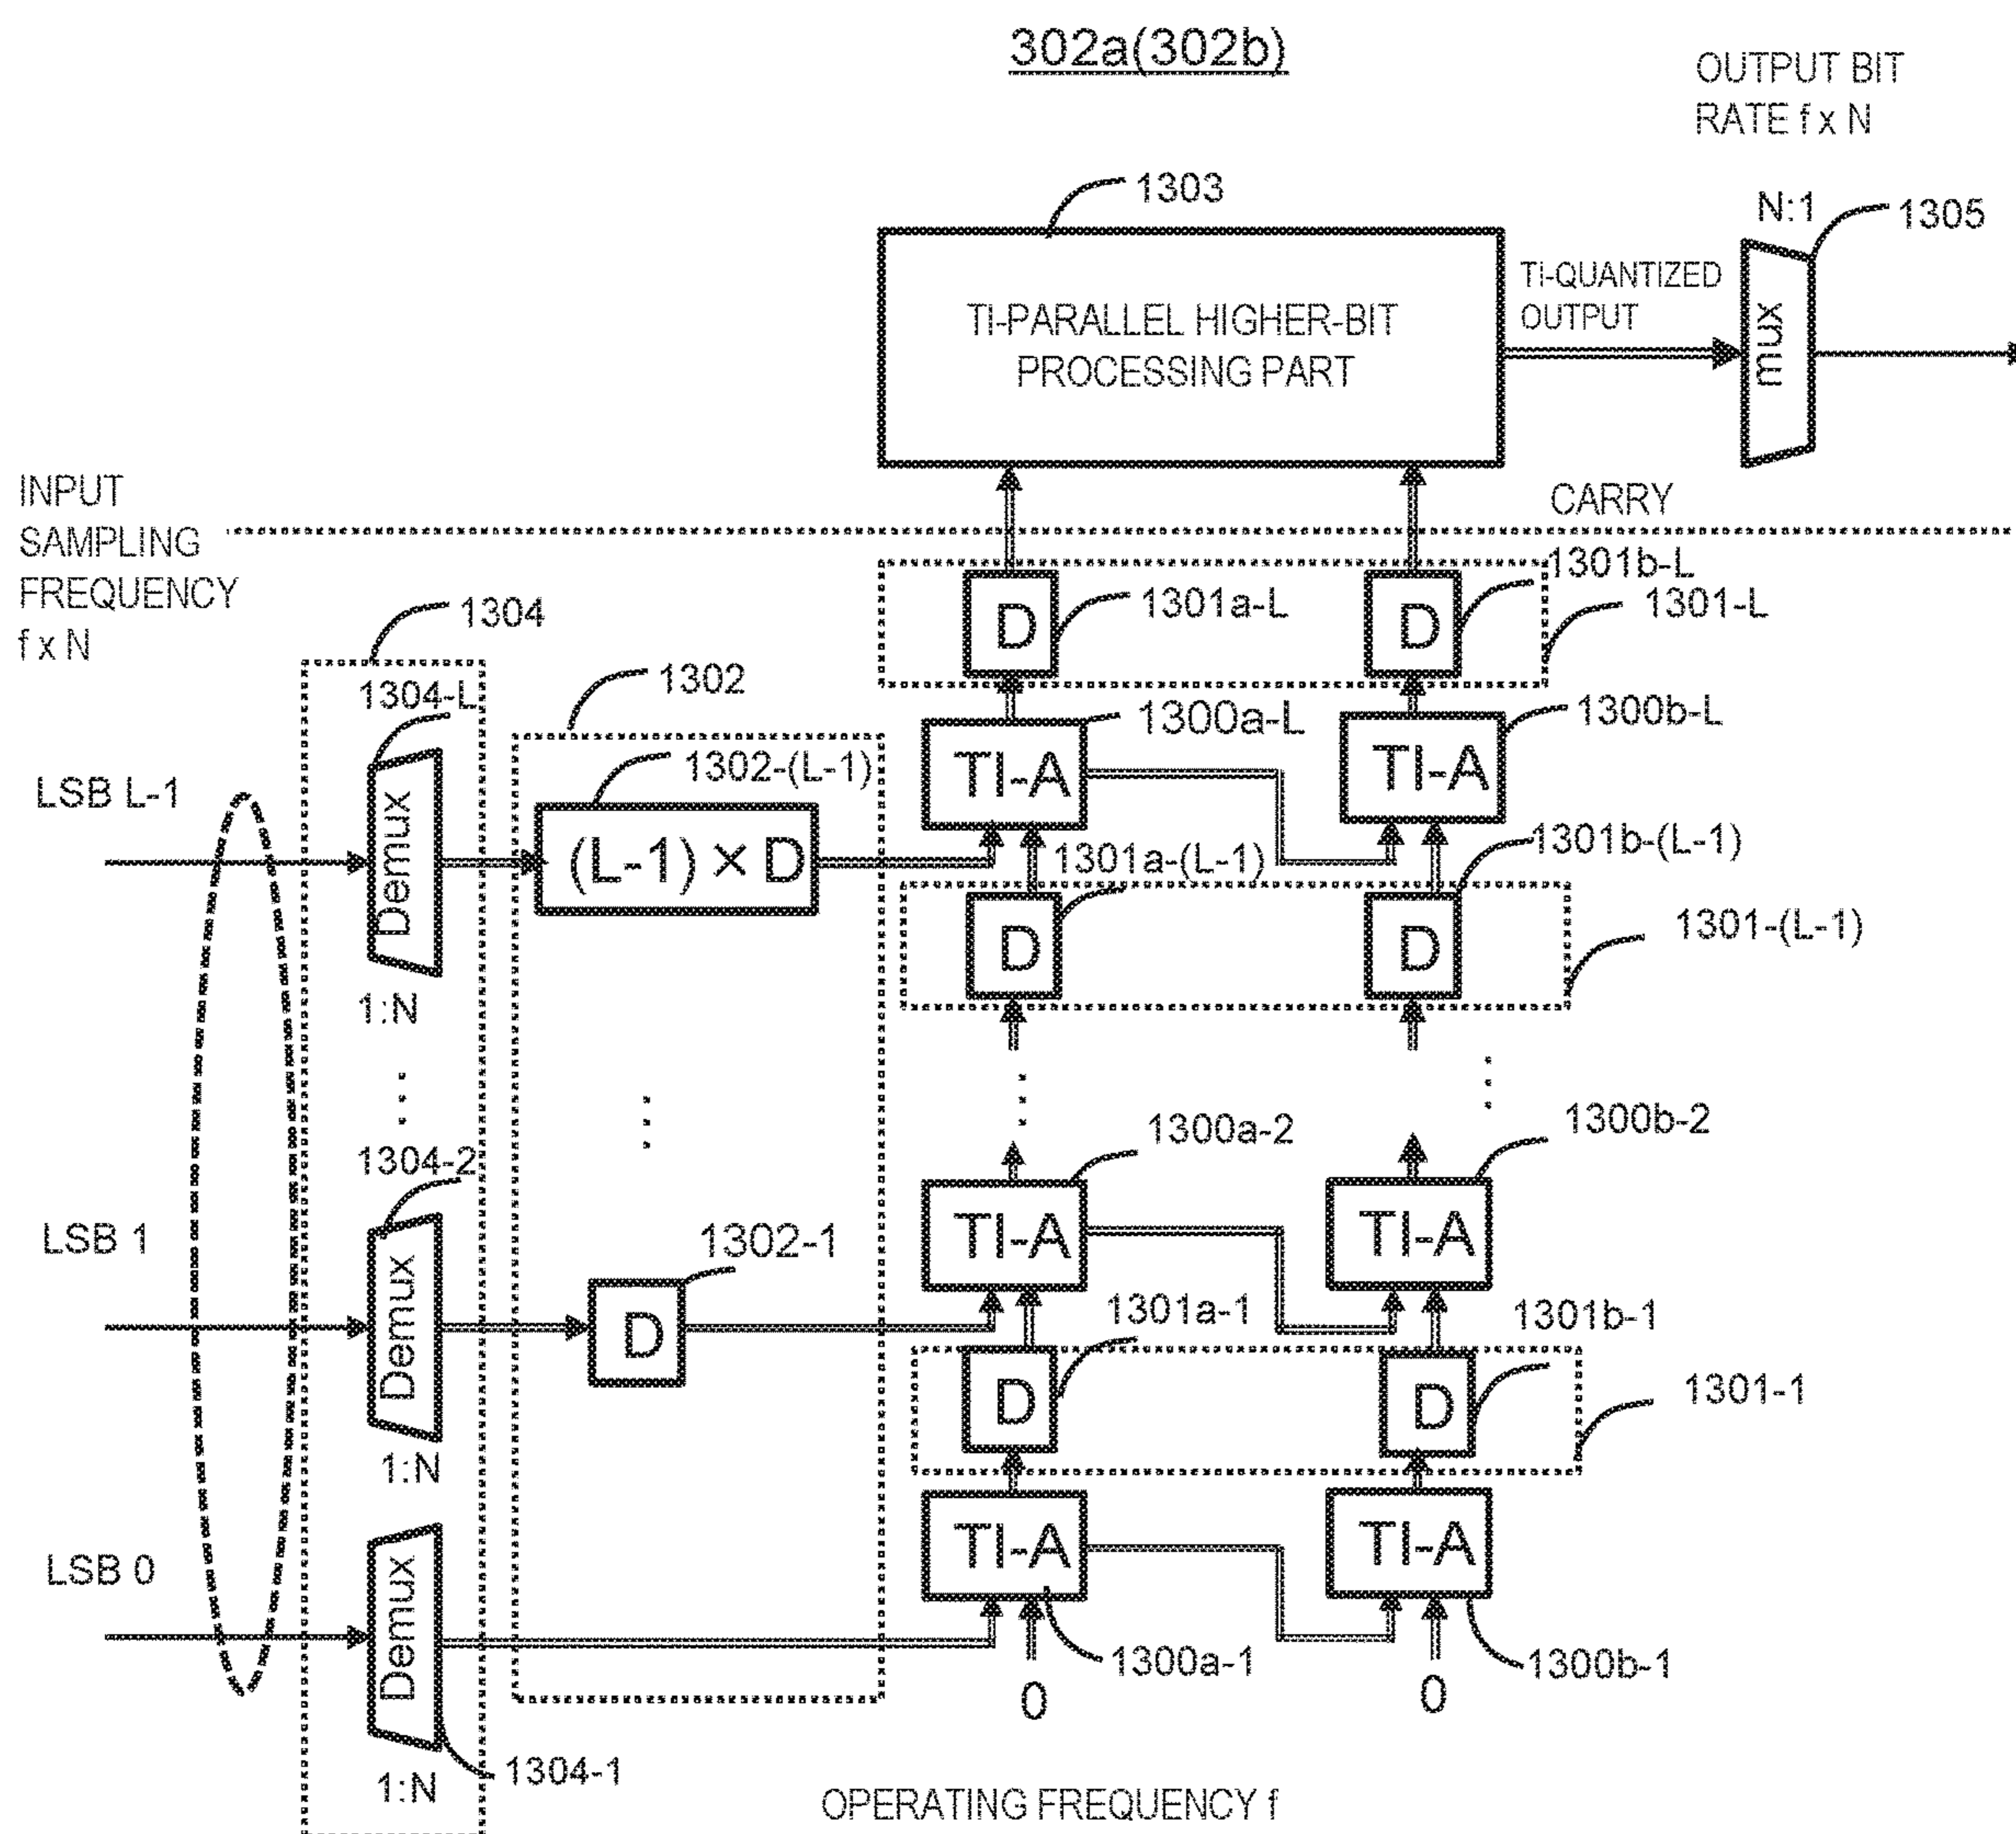 302a(302b)
OUTPUT BIT
RATE f x N
1303
N:1
1305
TI-PARALLEL HIGHER-BIT
PROCESSING PART
TI-QUANTIZED
OUTPUT
mux
INPUT
SAMPLING
FREQUENCY
f x N
CARRY
D
1301a-L
D
1301b-L
1301-L
1304
1304-L
1302
1302-(L-1)
TI-A
1300a-L
TI-A
1300b-L
LSB L-1
Demux
(L-1) × D
1301a-(L-1)
1301b-(L-1)
D
D
1301-(L-1)
1:N
⋮
⋮
⋮
⋮
1304-2
1300a-2
1300b-2
LSB 1
Demux
1302-1
D
TI-A
TI-A
1301a-1
1301b-1
D
D
1301-1
1:N
LSB 0
Demux
TI-A
TI-A
1300a-1
1300b-1
0
0
1304-1
1:N
OPERATING FREQUENCY f